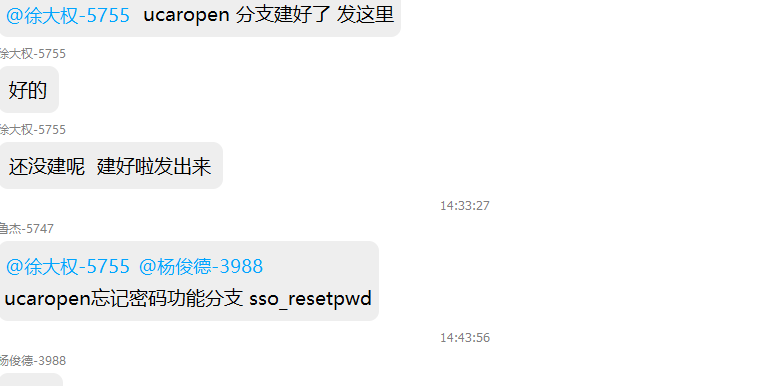 @徐大权-5755 ucaropen 分支建好了 发这里
徐大权-5755
好的
徐大权-5755
还没建呢 建好啦发出来
14:33:27
鲁杰-5747
@徐大权-5755 @杨俊德-3988
ucaropen忘记密码功能分支 sso_resetpwd
14:43:56
杨俊德-3988